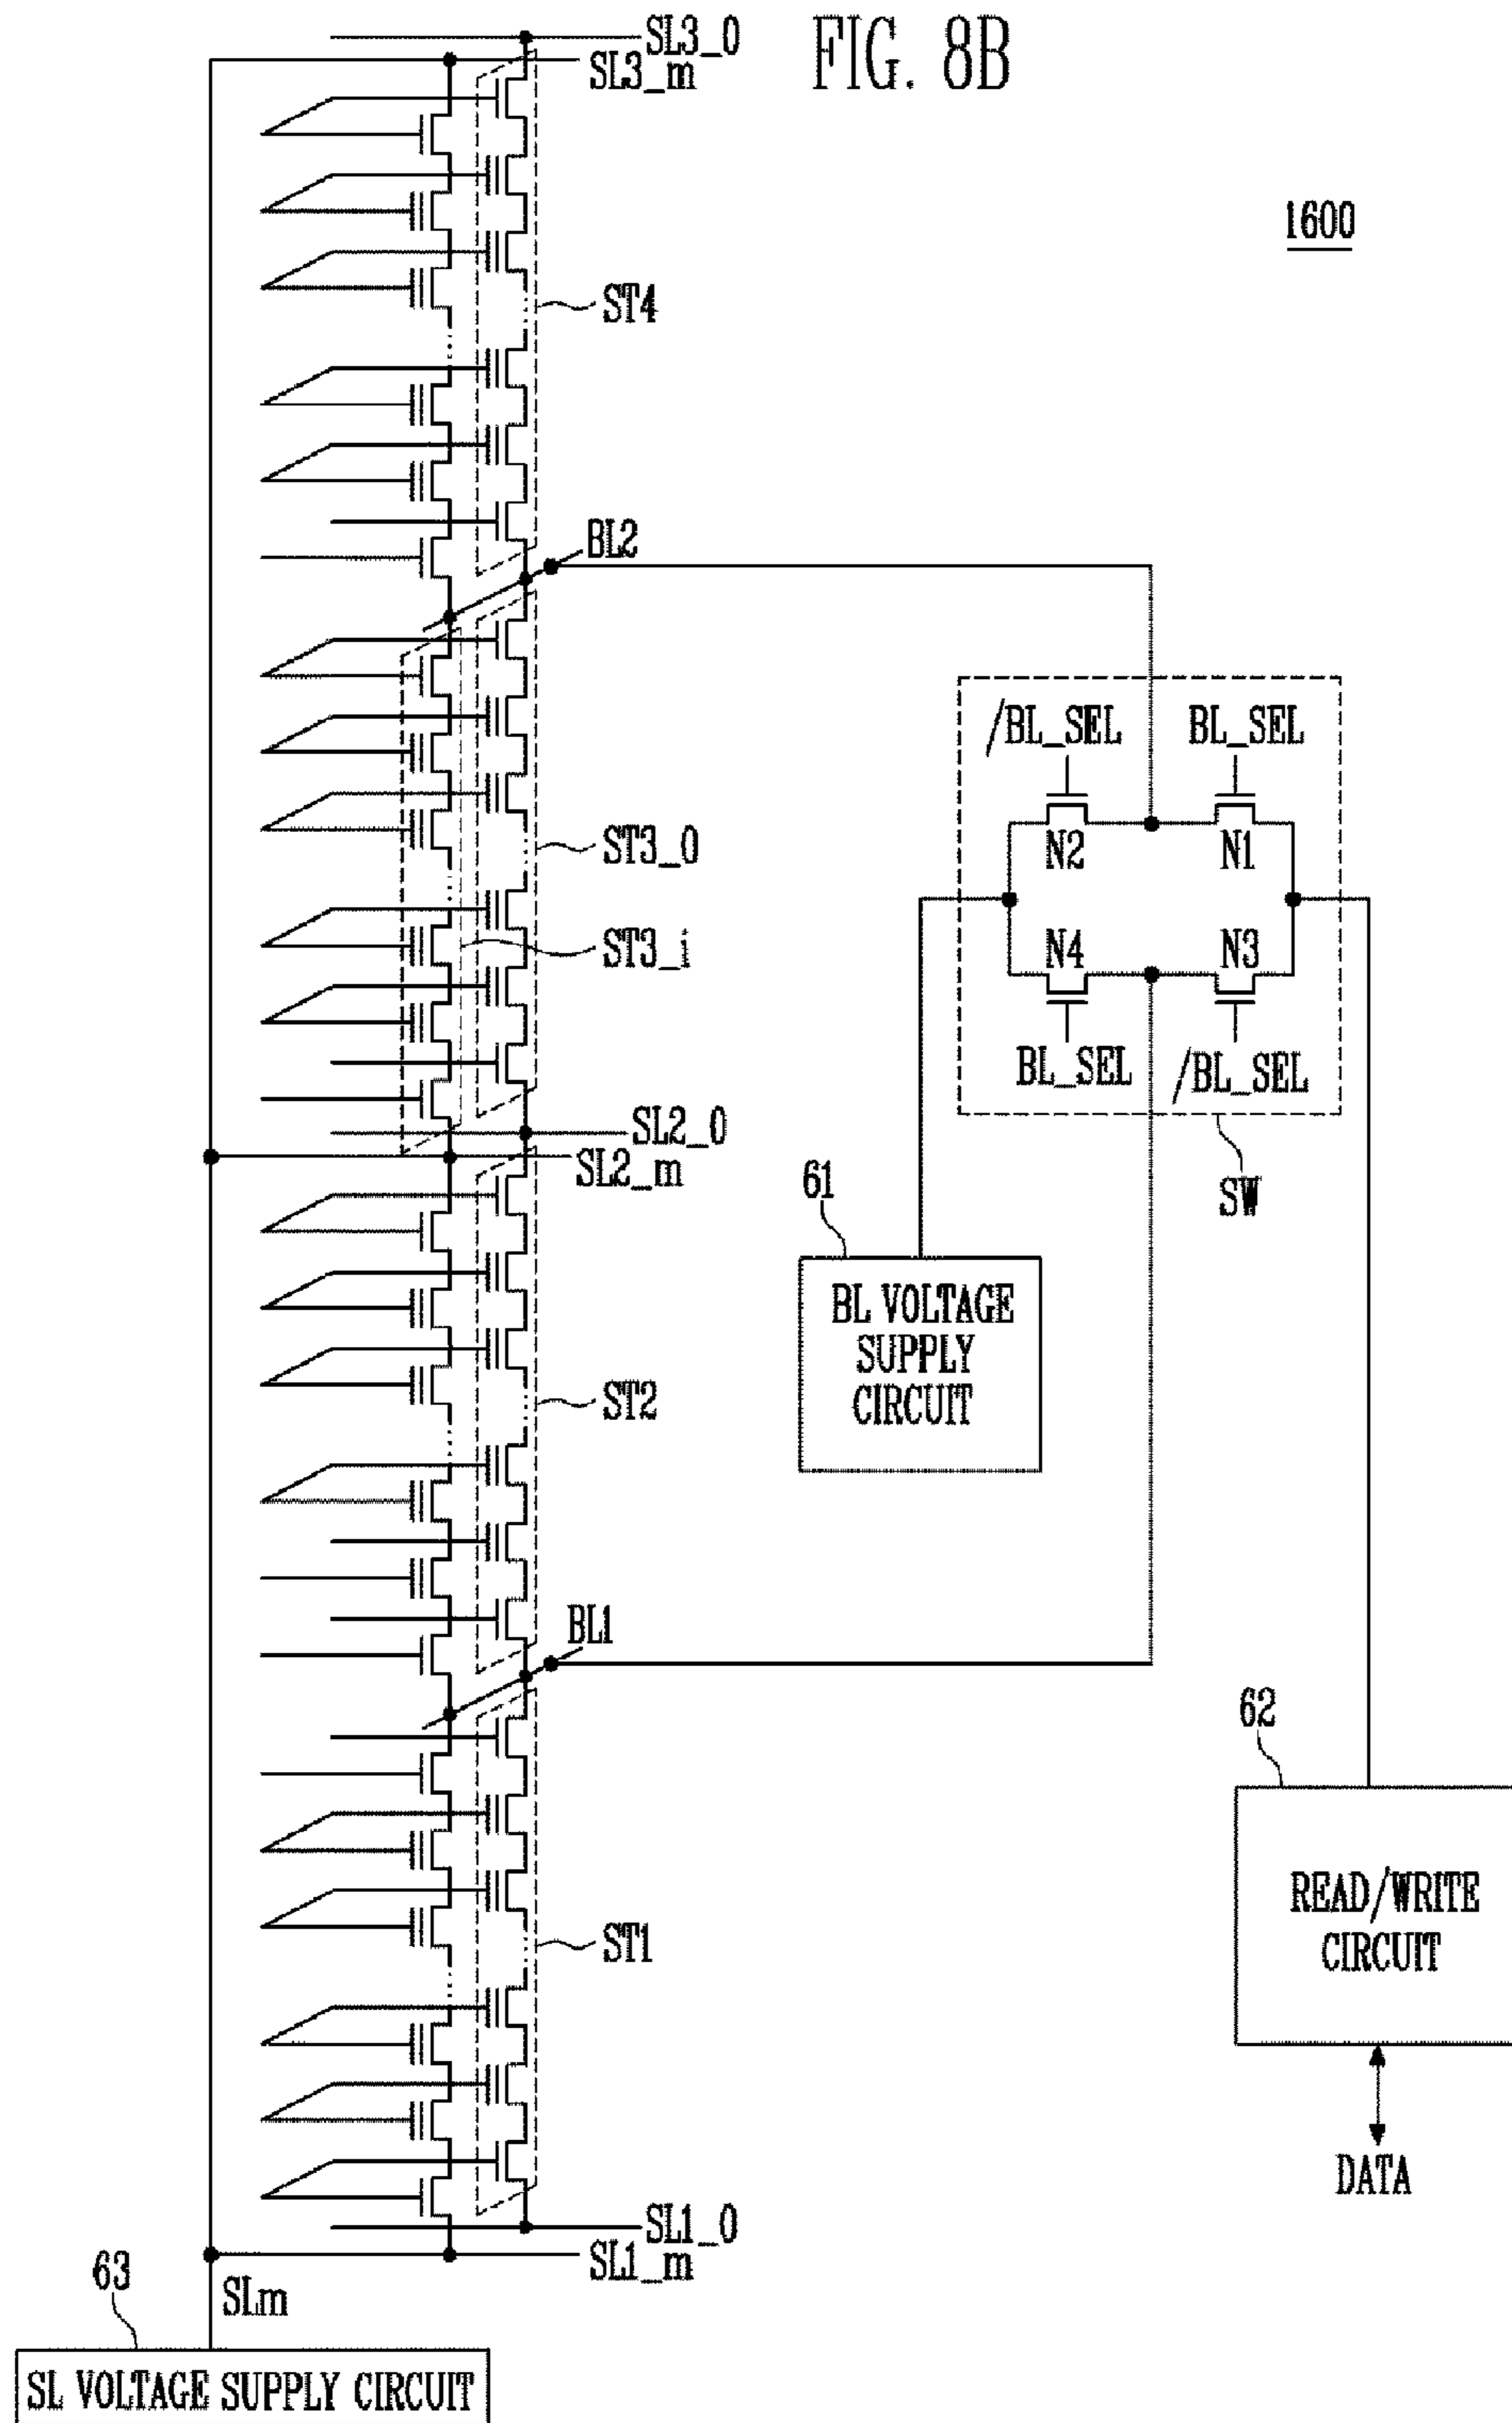 FIG. 8B
SL3_0
SL3_m
1600
ST4
BL2
/BL_SEL
BL_SEL
N2
N1
ST3_0
N4
N3
ST3_i
BL_SEL
/BL_SEL
SL2_0
SL2_m
61
SW
BL VOLTAGE
SUPPLY
CIRCUIT
ST2
BL1
62
READ/WRITE
CIRCUIT
ST1
DATA
SL1_0
SL1_m
63
SLm
SL VOLTAGE SUPPLY CIRCUIT